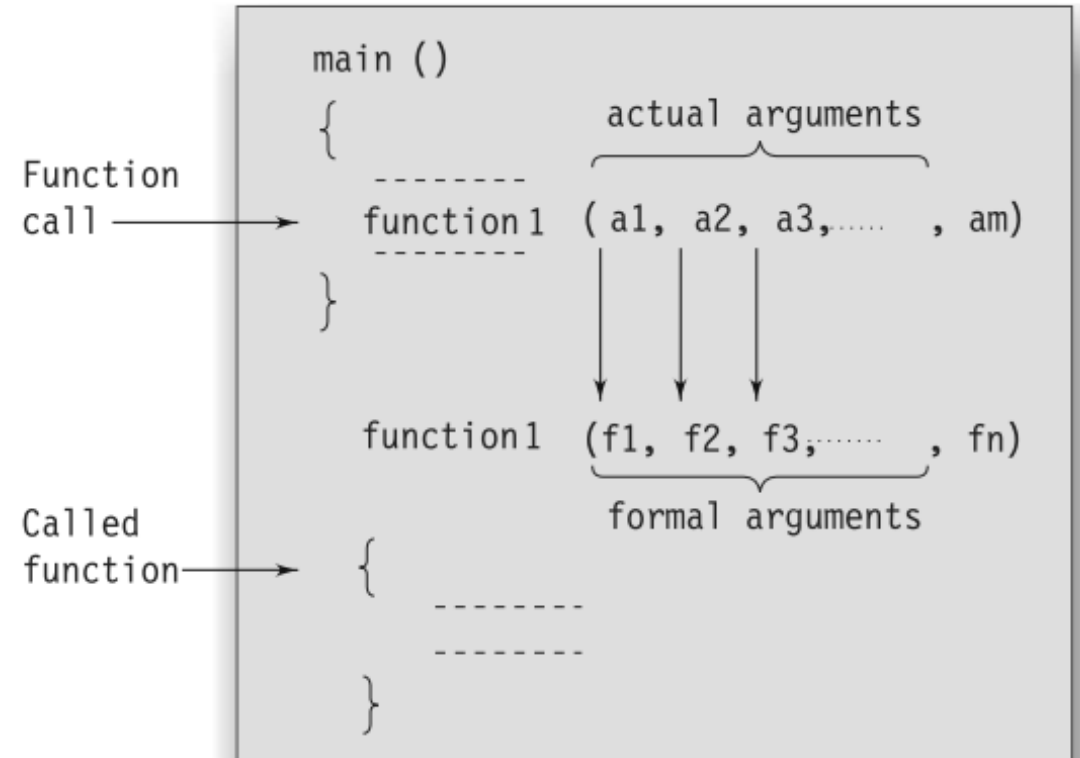 main ()
{
actual arguments
Function
call
function1 ( a1, a2, a3,...... , am)
}
function1 (f1, f2, f3,....... , fn)
formal arguments
Called
function
{
}